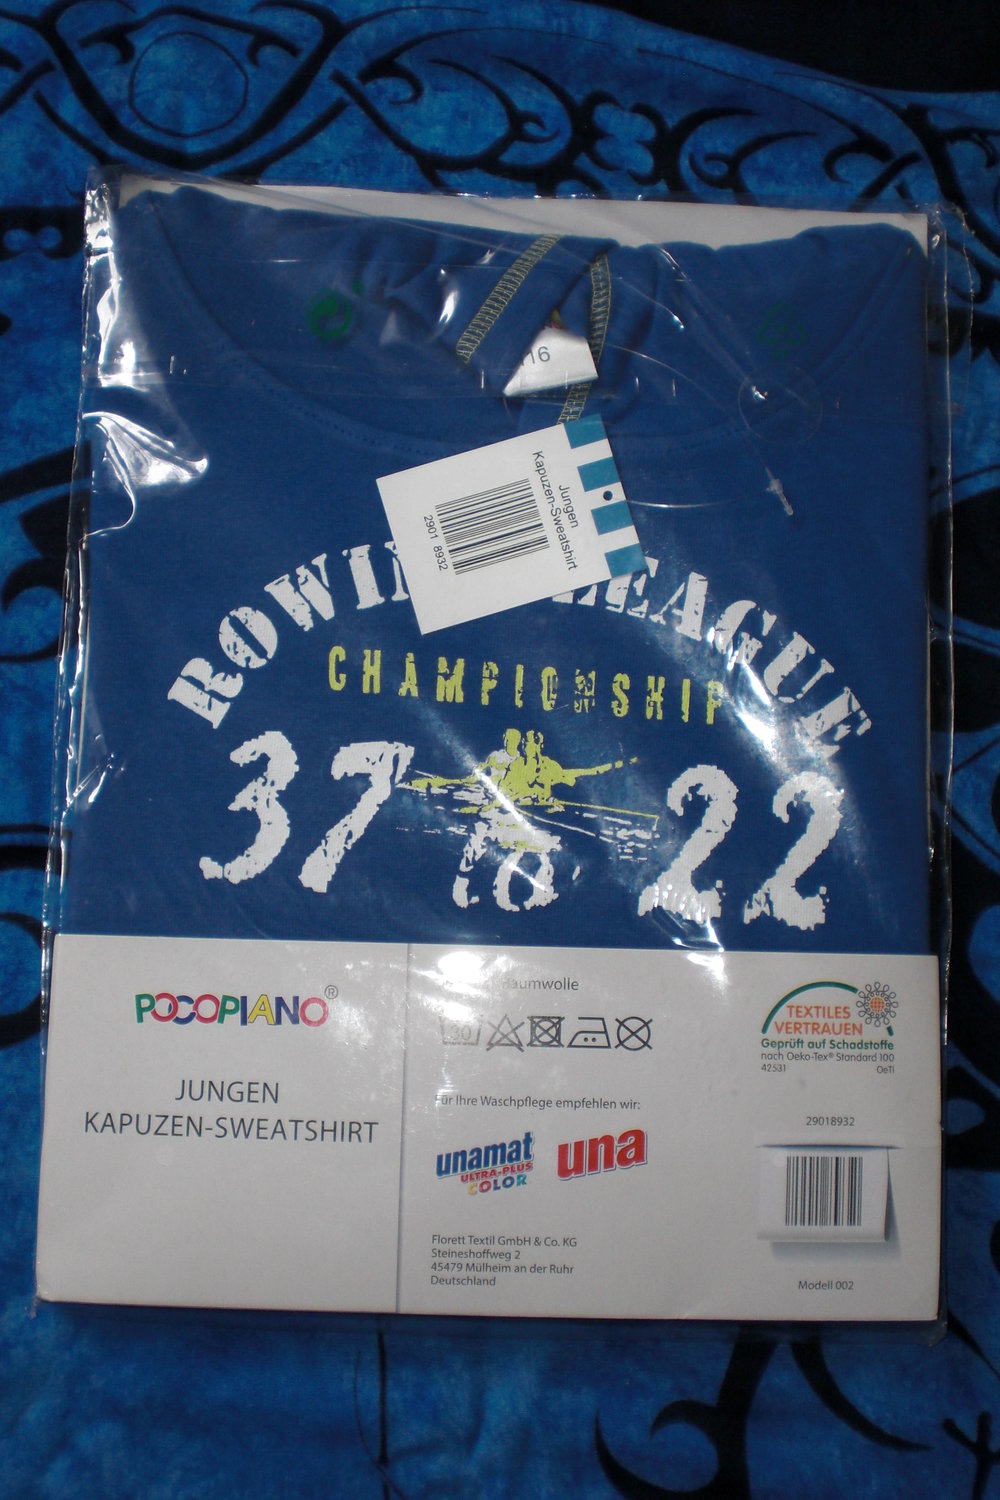 16
Jungen
Kapuzen-Sweatshirt
2901 8932
LEAGUE
CHAMPIONSHIP
37 22
POCOPIANO®
JUNGEN
KAPUZEN-SWEATSHIRT
Baumwolle
30
Für Ihre Waschpflege empfehlen wir:
unamat
ULTRA-PLUS
COLOR
una
Florett Textil GmbH & Co. KG
Steineshoffweg 2
45479 Mülheim an der Ruhr
Deutschland
TEXTILES
VERTRAUEN
Geprüft auf Schadstoffe
nach Oeko-Tex® Standard 100
42531 OeTI
29018932
Modell 002